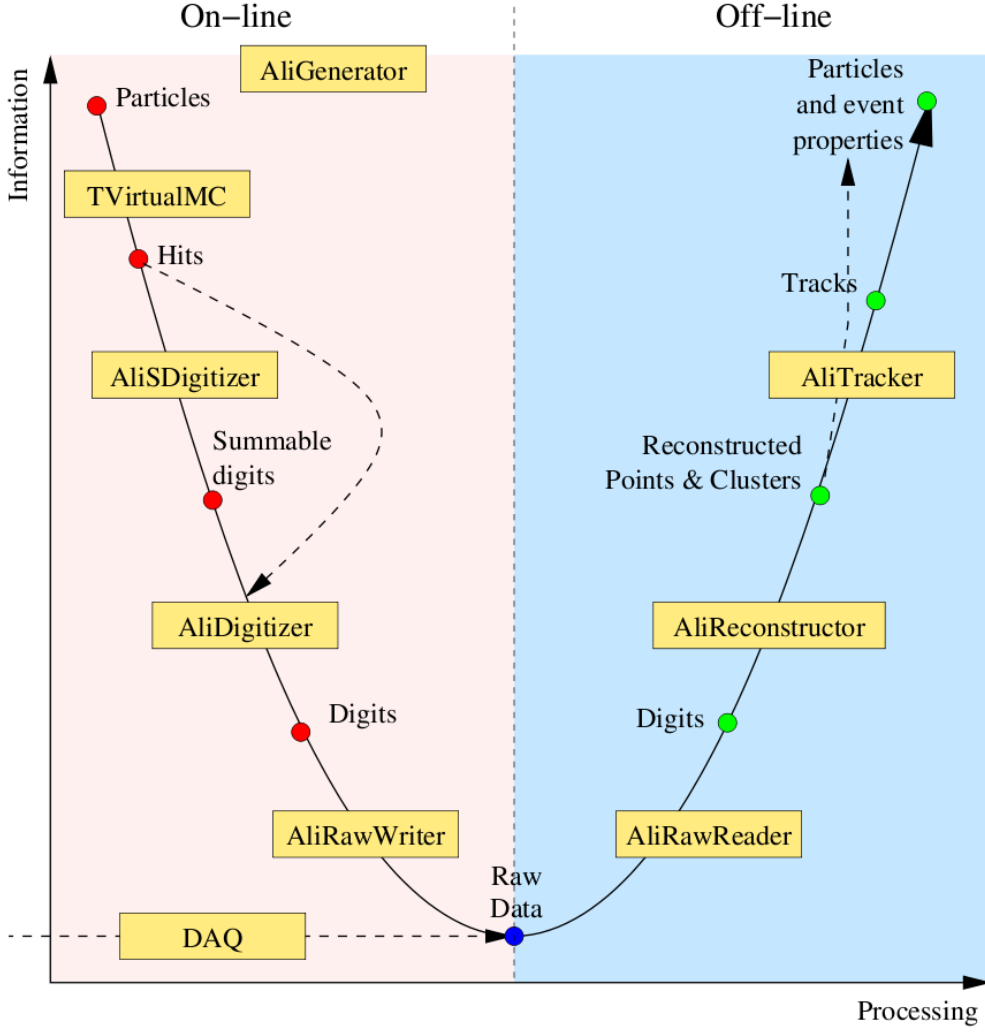 On−line
Off−line
Information
AliGenerator
Particles
TVirtualMC
Hits
AliSDigitizer
Summable
digits
AliDigitizer
Digits
AliRawWriter
DAQ
Raw
Data
Particles
and event
properties
Tracks
AliTracker
Reconstructed
Points & Clusters
AliReconstructor
Digits
AliRawReader
Processing